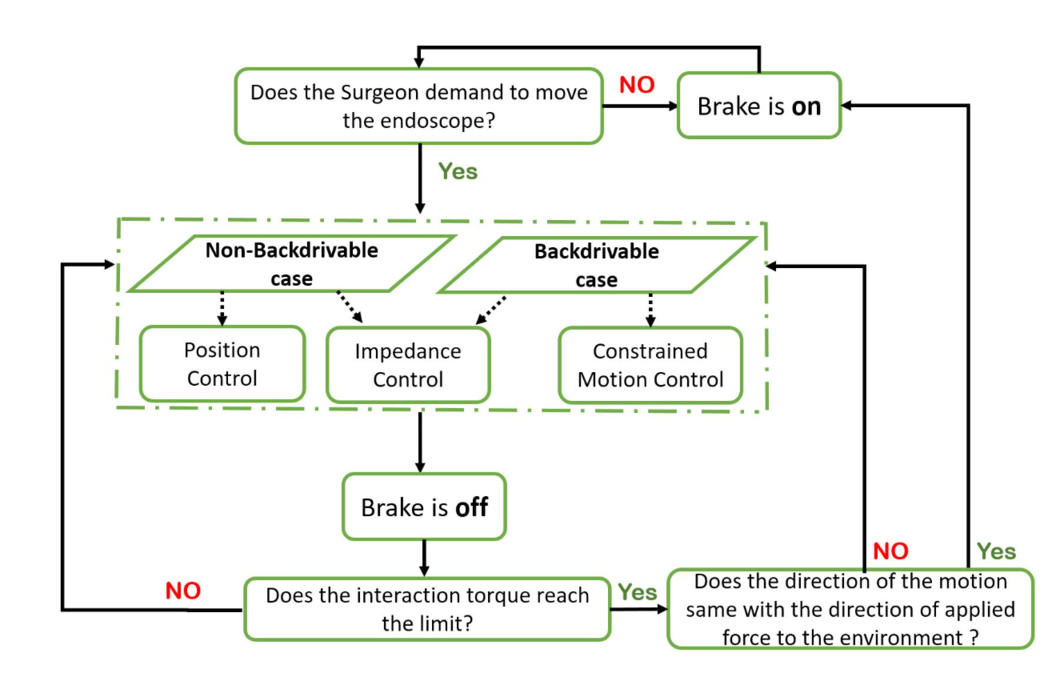 Does the Surgeon demand to move
the endoscope?
NO
Brake is on
Yes
Non-Backdrivable
case
Backdrivable
case
Position
Control
Impedance
Control
Constrained
Motion Control
Brake is off
NO
Does the interaction torque reach
the limit?
Yes
NO
Yes
Does the direction of the motion
same with the direction of applied
force to the environment ?